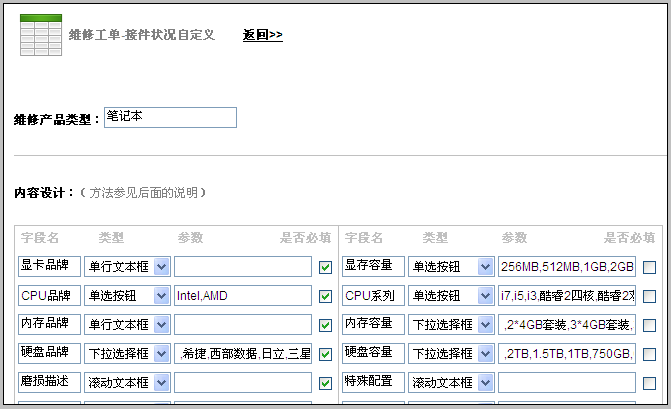 维修工单-接件状况自定义 返回>>
维修产品类型： 笔记本
内容设计：（ 方法参见后面的说明）
字段名 类型 参数 是否必填 字段名 类型 参数 是否必填
显卡品牌 单行文本框 显存容量 单选按钮 256MB,512MB,1GB,2GB
CPU品牌 单选按钮 Intel,AMD CPU系列 单选按钮 i7,i5,i3,酷睿2四核,酷睿2
内存品牌 单行文本框 内存容量 下拉选择框 ,2*4GB套装,3*4GB套装,
硬盘品牌 下拉选择框 ,希捷,西部数据,日立,三星 硬盘容量 下拉选择框 ,2TB,1.5TB,1TB,750GB,
磨损描述 滚动文本框 特殊配置 滚动文本框